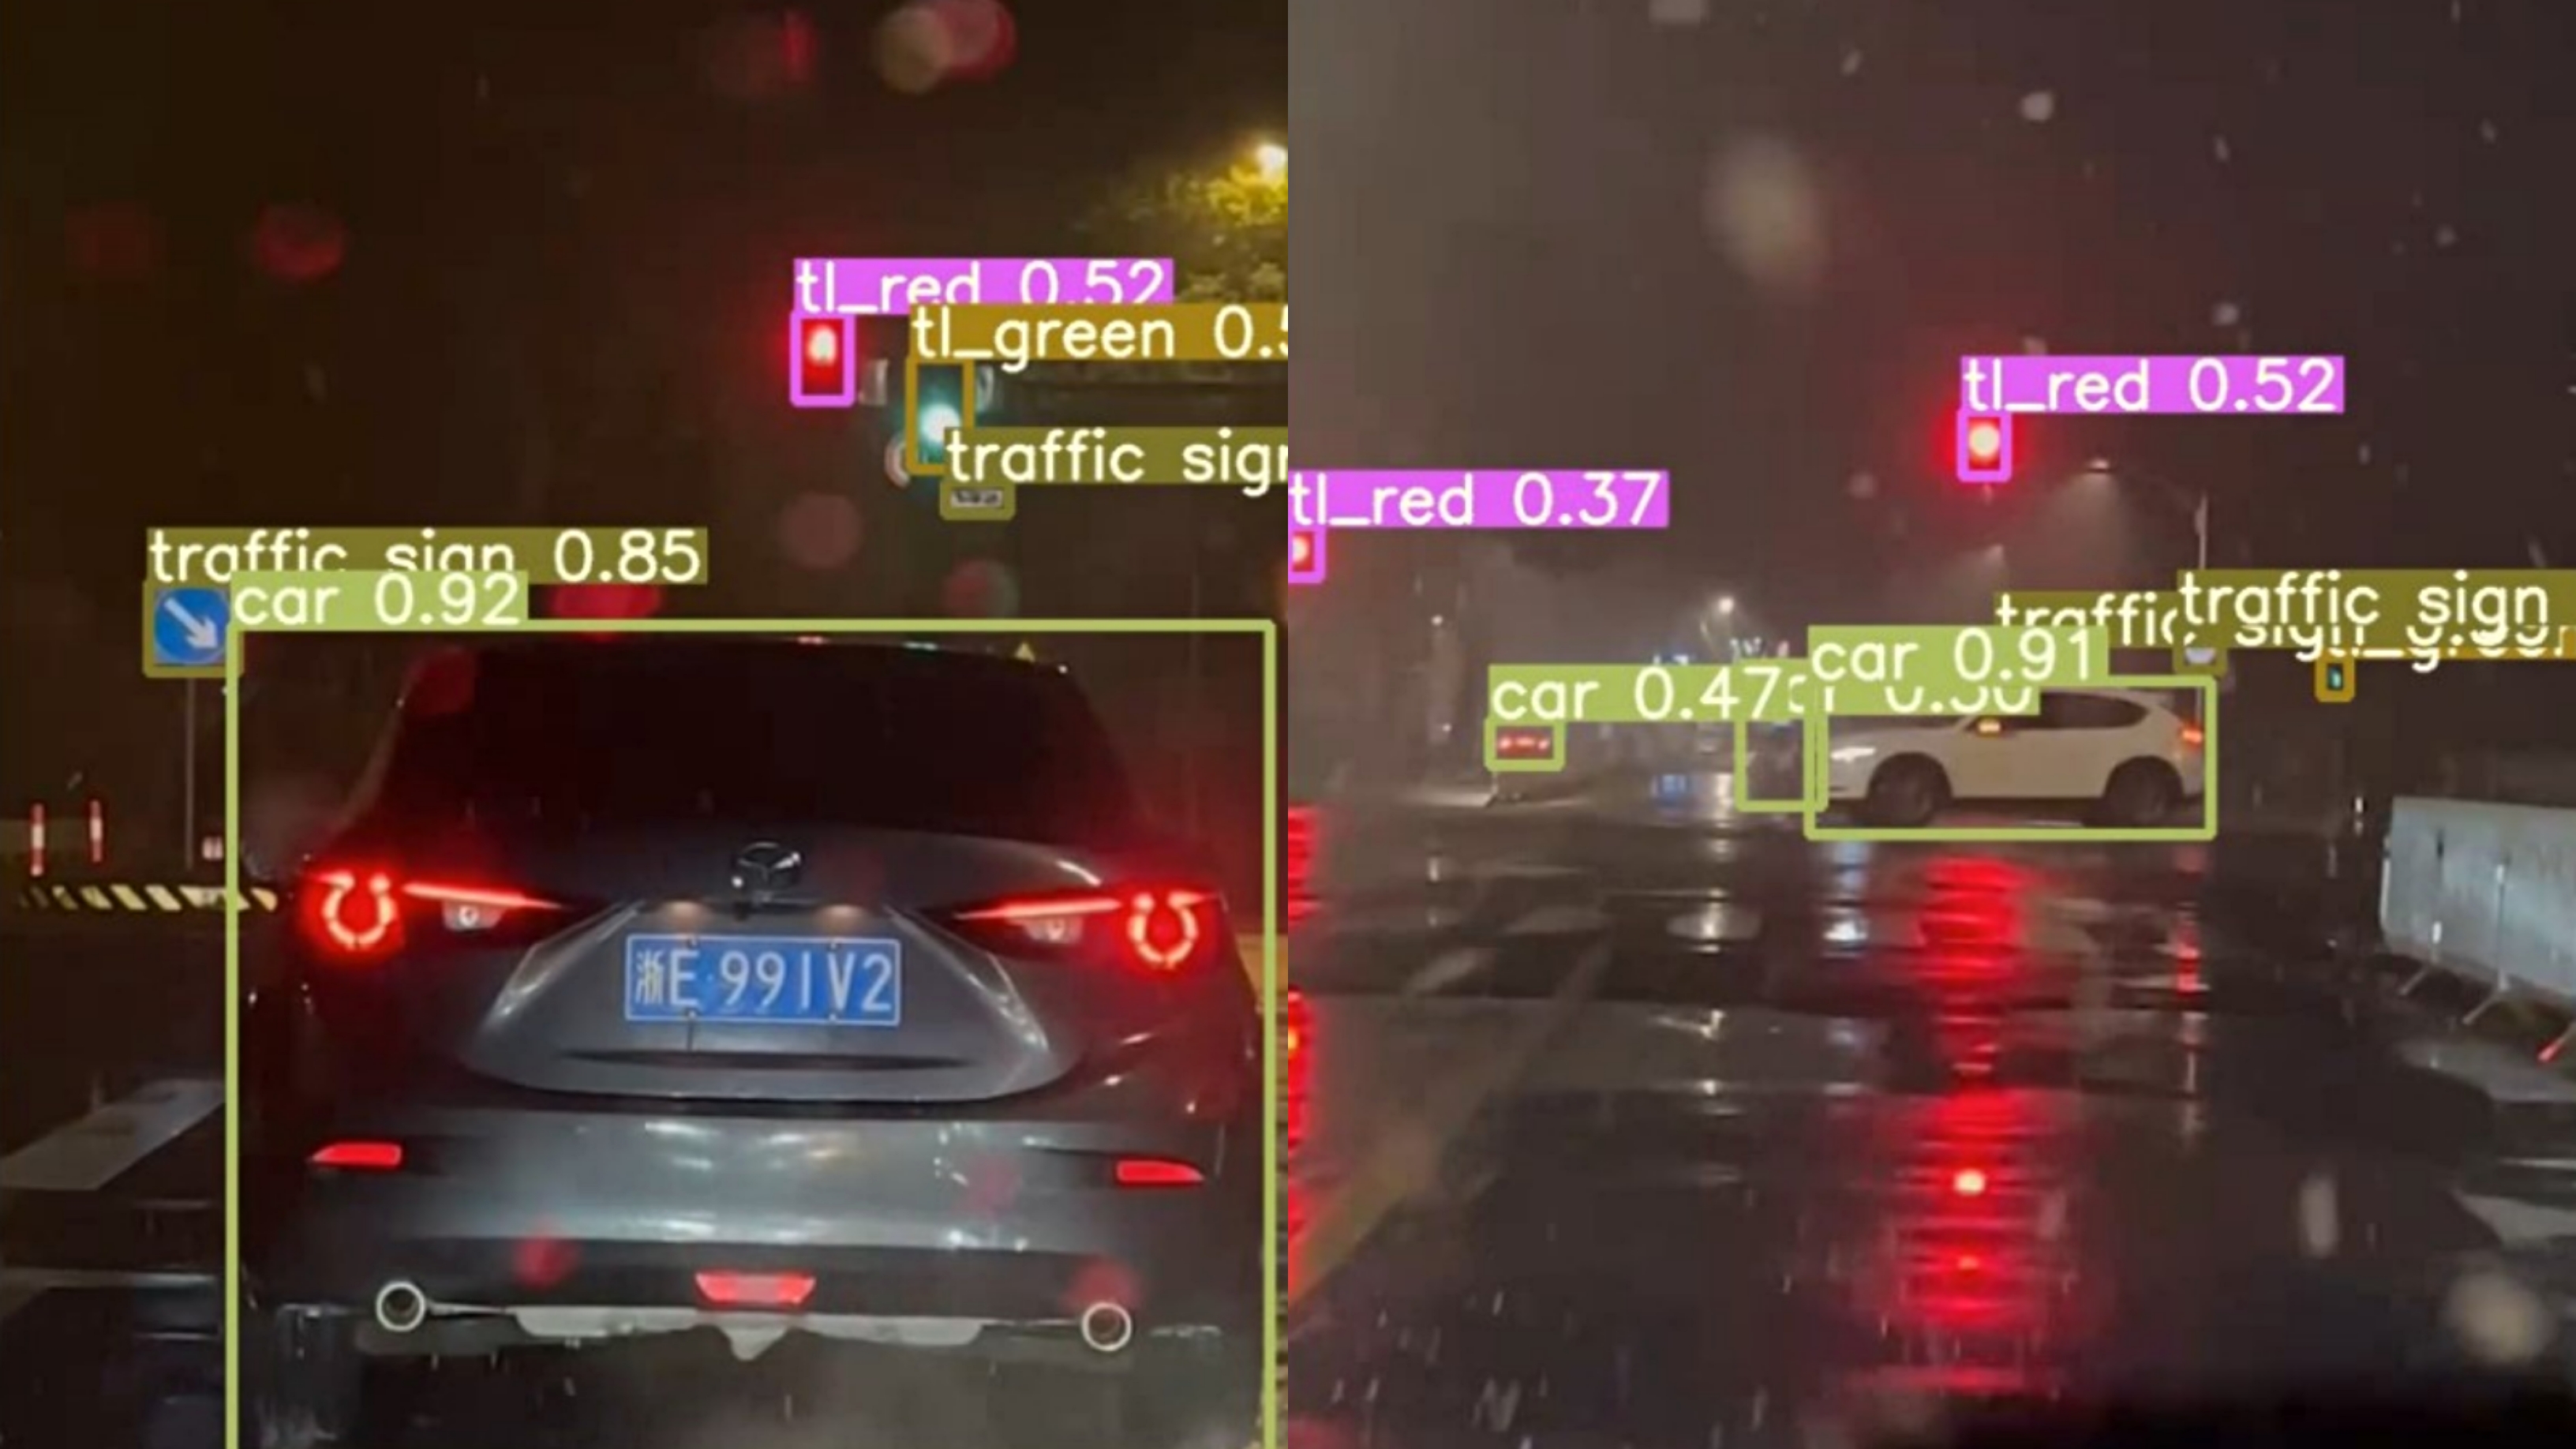 tl_red 0.52
tl_green 0.5
traffic sign
traffic sign 0.85
car 0.92
浙E·991V2
tl_red 0.52
tl_red 0.37
traffic sign
car 0.91
car 0.47